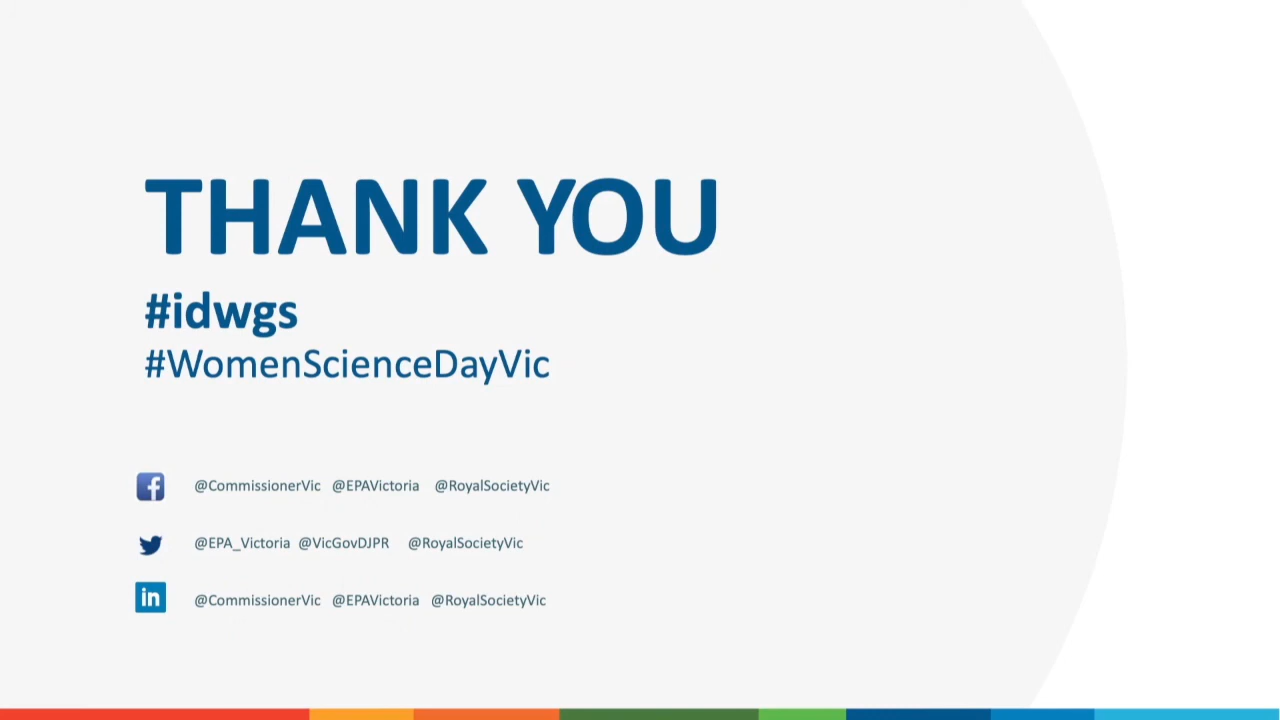 THANK YOU
#idwgs
#WomenScienceDayVic
@CommissionerVic @EPAVictoria @RoyalSocietyVic
@EPA_Victoria @VicGovDJPR @RoyalSocietyVic
in @CommissionerVic @EPAVictoria @RoyalSocietyVic